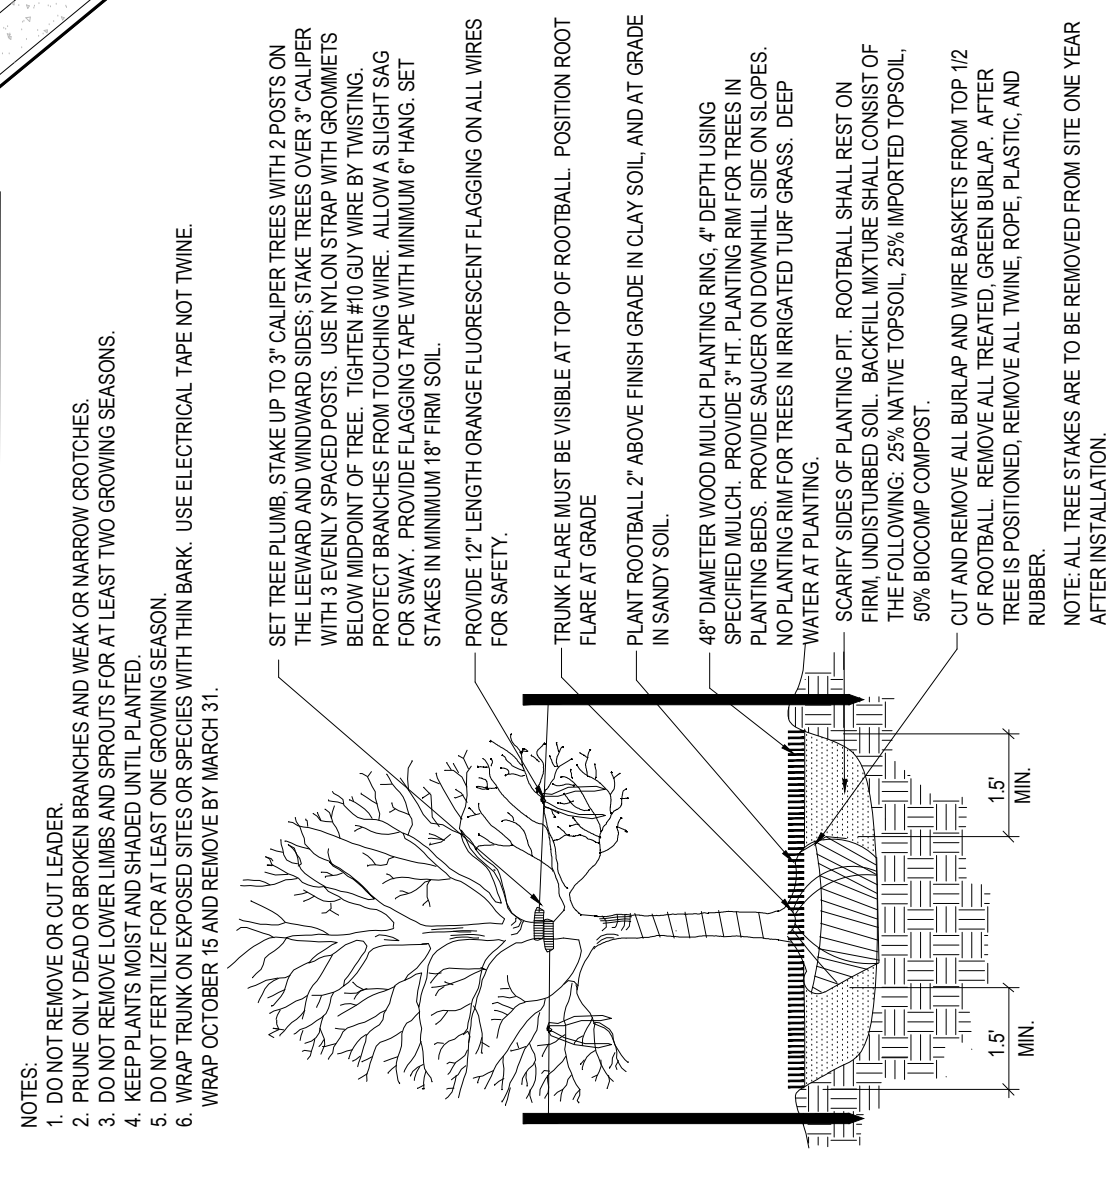 NOTES:
1. DO NOT REMOVE OR CUT LEADER.
2. PRUNE ONLY DEAD OR BROKEN BRANCHES AND WEAK OR NARROW CROTCHES.
3. DO NOT REMOVE LOWER LIMBS AND SPROUTS FOR AT LEAST TWO GROWING SEASONS.
4. KEEP PLANTS MOIST AND SHADED UNTIL PLANTED.
5. DO NOT FERTILIZE FOR AT LEAST ONE GROWING SEASON.
6. WRAP TRUNK ON EXPOSED SITES OR SPECIES WITH THIN BARK. USE ELECTRICAL TAPE NOT TWINE.
WRAP OCTOBER 15 AND REMOVE BY MARCH 31.
SET TREE PLUMB, STAKE UP TO 3" CALIPER TREES WITH 2 POSTS ON
THE LEEWARD AND WINDWARD SIDES; STAKE TREES OVER 3" CALIPER
WITH 3 EVENLY SPACED POSTS. USE NYLON STRAP WITH GROMMETS
BELOW MIDPOINT OF TREE. TIGHTEN #10 GUY WIRE BY TWISTING.
PROTECT BRANCHES FROM TOUCHING WIRE. ALLOW A SLIGHT SAG
FOR SWAY. PROVIDE FLAGGING TAPE WITH MINIMUM 6" HANG. SET
STAKES IN MINIMUM 18" FIRM SOIL.
PROVIDE 12" LENGTH ORANGE FLUORESCENT FLAGGING ON ALL WIRES
FOR SAFETY.
TRUNK FLARE MUST BE VISIBLE AT TOP OF ROOTBALL. POSITION ROOT
FLARE AT GRADE
PLANT ROOTBALL 2" ABOVE FINISH GRADE IN CLAY SOIL, AND AT GRADE
IN SANDY SOIL.
48" DIAMETER WOOD MULCH PLANTING RING, 4" DEPTH USING
SPECIFIED MULCH. PROVIDE 3" HT. PLANTING RIM FOR TREES IN
PLANTING BEDS. PROVIDE SAUCER ON DOWNHILL SIDE ON SLOPES.
NO PLANTING RIM FOR TREES IN IRRIGATED TURF GRASS. DEEP
WATER AT PLANTING.
SCARIFY SIDES OF PLANTING PIT. ROOTBALL SHALL REST ON
FIRM, UNDISTURBED SOIL. BACKFILL MIXTURE SHALL CONSIST OF
THE FOLLOWING: 25% NATIVE TOPSOIL, 25% IMPORTED TOPSOIL,
50% BIOCOMP COMPOST.
CUT AND REMOVE ALL BURLAP AND WIRE BASKETS FROM TOP 1/2
OF ROOTBALL. REMOVE ALL TREATED, GREEN BURLAP. AFTER
TREE IS POSITIONED, REMOVE ALL TWINE, ROPE, PLASTIC, AND
RUBBER.
NOTE: ALL TREE STAKES ARE TO BE REMOVED FROM SITE ONE YEAR
AFTER INSTALLATION.
1.5'
MIN.
1.5'
MIN.